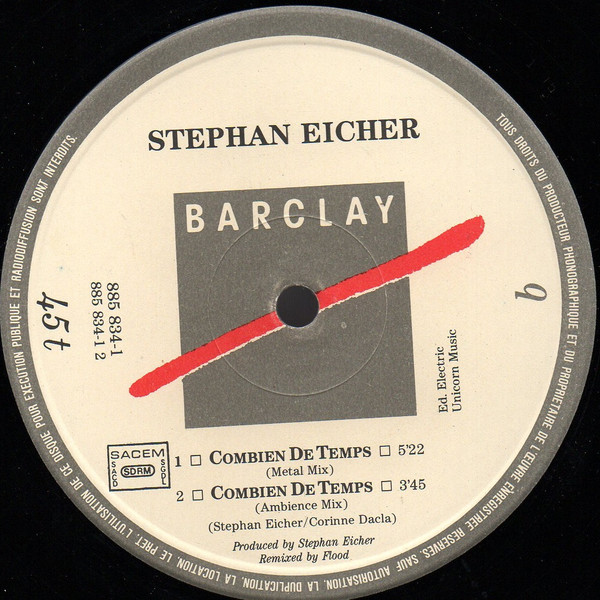 STEPHAN EICHER
BARCLAY
TOUS DROITS DU PRODUCTEUR PHONOGRAPHIQUE ET DU PROPRIETAIRE DE L'ŒUVRE ENREGISTREE RESERVES. SAUF AUTORISATION, LA DUPLICATION, LA LOCATION, LE PRET, L'UTILISATION DE CE DISQUE POUR EXECUTION PUBLIQUE ET RADIODIFFUSION SONT INTERDITS.
45t
885 834-1
885 834-1 2
Ed. Electric
Unicorn Music
SACEM
SACD
SDRM
SGDL
1 □ COMBIEN DE TEMPS □ 5'22
(Metal Mix)
2 □ COMBIEN DE TEMPS □ 3'45
(Ambience Mix)
(Stephan Eicher/Corinne Dacla)
Produced by Stephan Eicher
Remixed by Flood